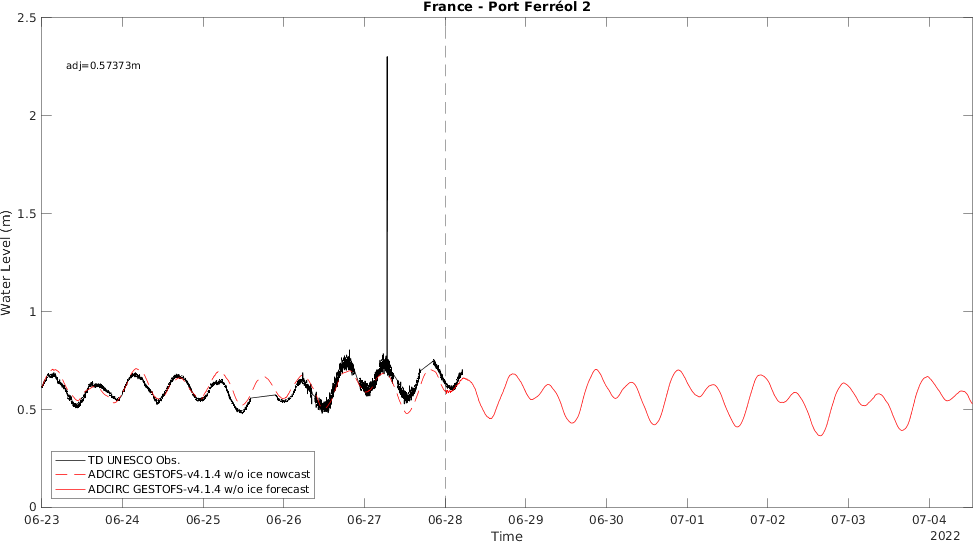 France - Port Ferréol 2
2.5
adj=0.57373m
2
1.5
Water Level (m)
1
0.5
TD UNESCO Obs.
ADCIRC GESTOFS-v4.1.4 w/o ice nowcast
ADCIRC GESTOFS-v4.1.4 w/o ice forecast
0
06-23 06-24 06-25 06-26 06-27 06-28 06-29 06-30 07-01 07-02 07-03 07-04
Time
2022